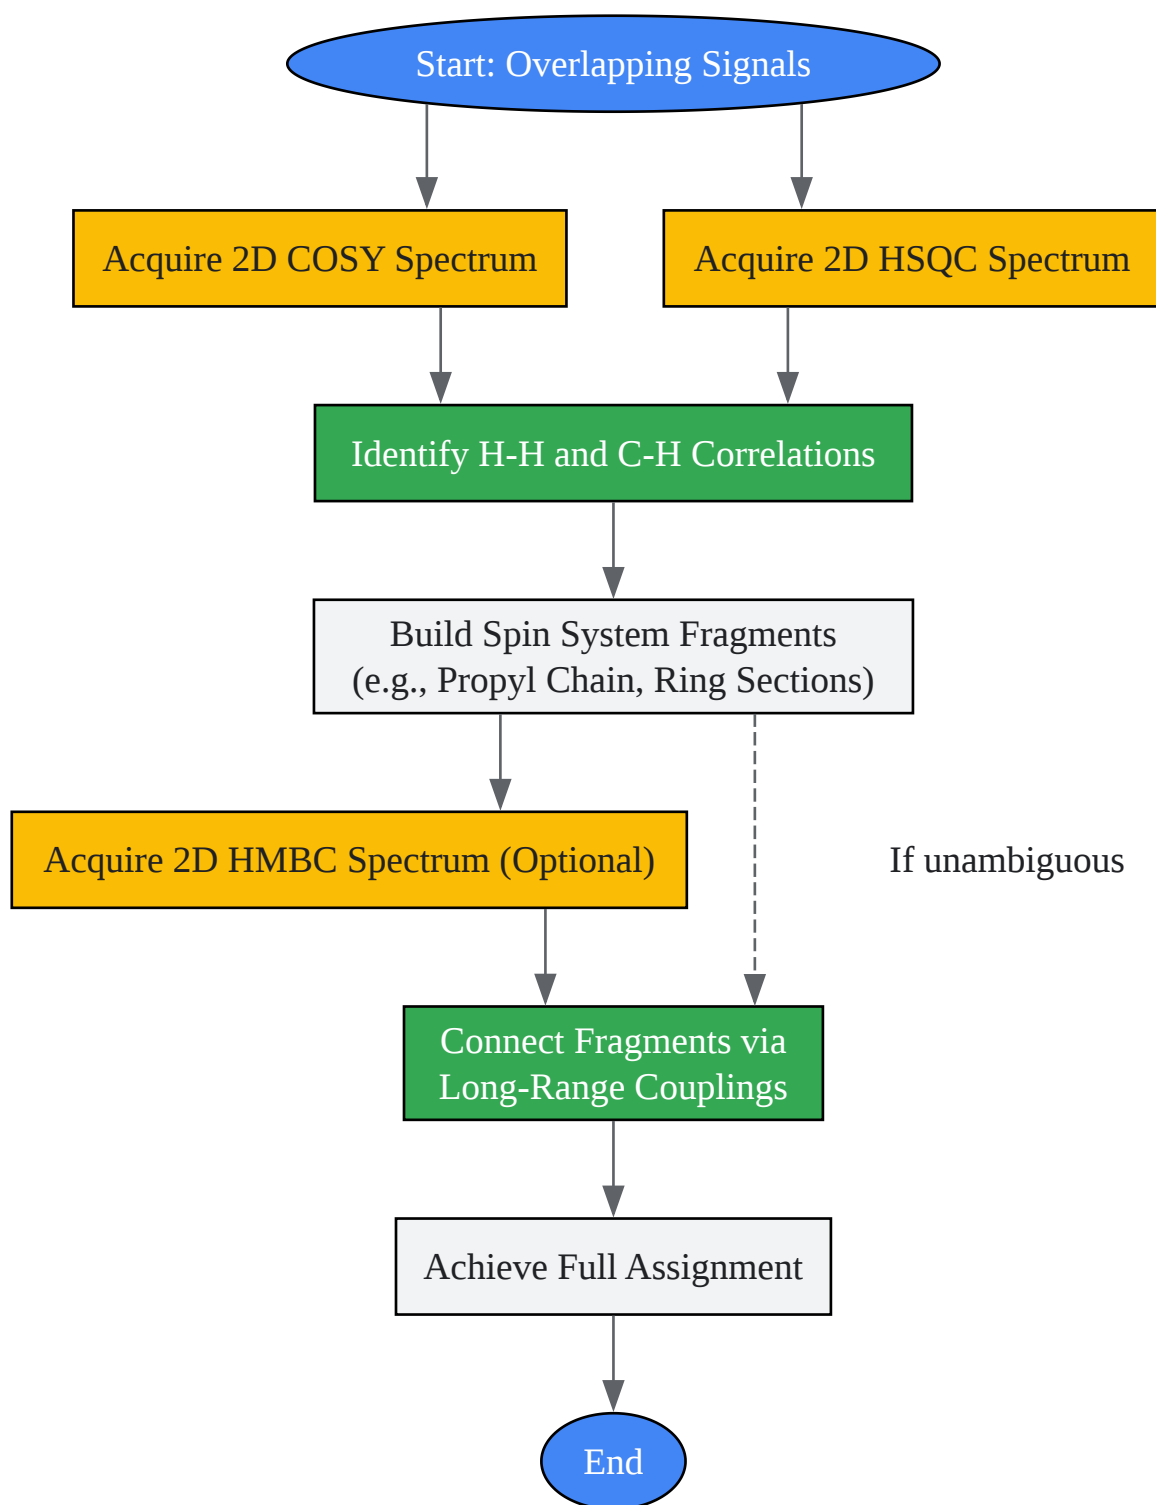 Start: Overlapping Signals
Acquire 2D COSY Spectrum
Acquire 2D HSQC Spectrum
Identify H-H and C-H Correlations
Build Spin System Fragments
(e.g., Propyl Chain, Ring Sections)
Acquire 2D HMBC Spectrum (Optional)
If unambiguous
Connect Fragments via
Long-Range Couplings
Achieve Full Assignment
End